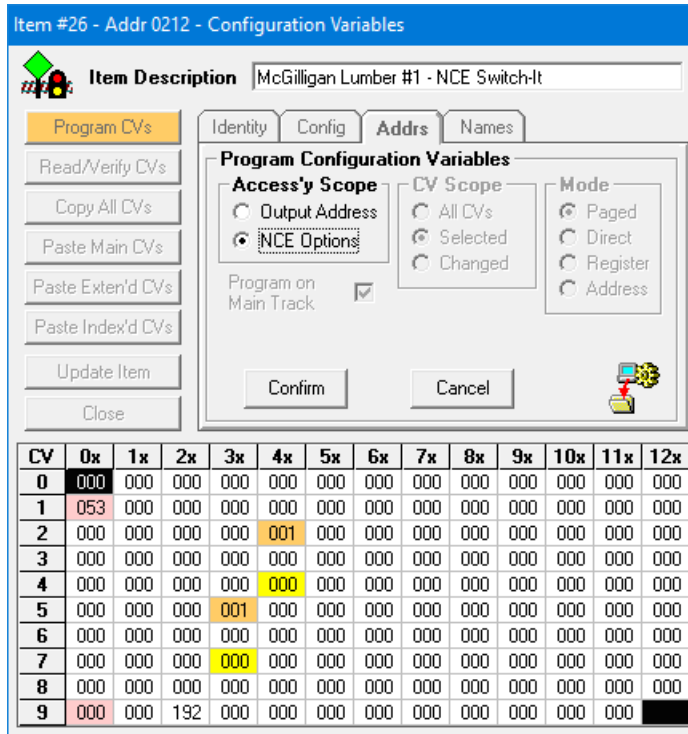 Item #26 - Addr 0212 - Configuration Variables
Item Description McGilligan Lumber #1 - NCE Switch-It
Program CVs
Read/Verify CVs
Copy All CVs
Paste Main CVs
Paste Exten'd CVs
Paste Index'd CVs
Update Item
Close
Identity Config Addrs Names
Program Configuration Variables
Access'y Scope
Output Address
NCE Options
CV Scope
All CVs
Selected
Changed
Mode
Paged
Direct
Register
Address
Program on
Main Track
Confirm Cancel
CV 0x 1x 2x 3x 4x 5x 6x 7x 8x 9x 10x 11x 12x
0 000 000 000 000 000 000 000 000 000 000 000 000 000
1 053 000 000 000 000 000 000 000 000 000 000 000 000
2 000 000 000 000 001 000 000 000 000 000 000 000 000
3 000 000 000 000 000 000 000 000 000 000 000 000 000
4 000 000 000 000 000 000 000 000 000 000 000 000 000
5 000 000 000 001 000 000 000 000 000 000 000 000 000
6 000 000 000 000 000 000 000 000 000 000 000 000 000
7 000 000 000 000 000 000 000 000 000 000 000 000 000
8 000 000 000 000 000 000 000 000 000 000 000 000 000
9 000 000 192 000 000 000 000 000 000 000 000 000